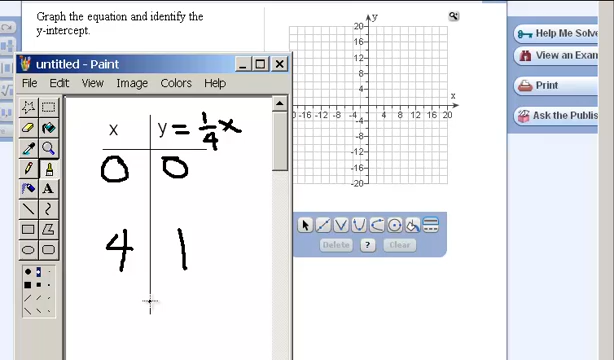 Graph the equation and identify the
y-intercept.
untitled - Paint
File Edit View Image Colors Help
x y = 1/4 x
0 0
4 1
y
20
16
12
8
4
-20 -16 -12 -8 -4 4 8 12 16 20
x
-4
-8
-12
-16
-20
Delete ? Clear
Help Me Solve
View an Exam
Print
Ask the Publis